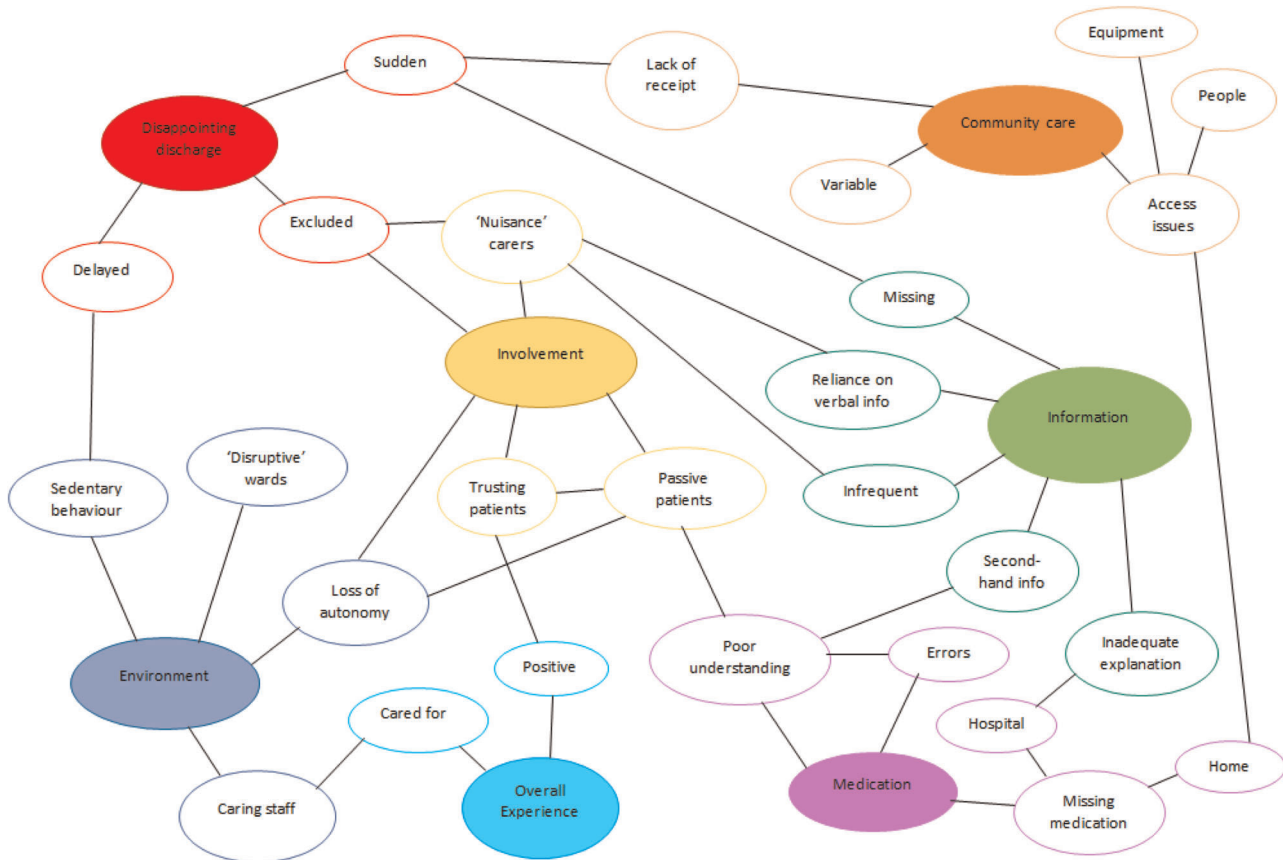 Equipment
Sudden
Lack of
receipt
People
Disappointing
discharge
Community care
Variable
Access
issues
Excluded
'Nuisance'
carers
Delayed
Missing
Involvement
Reliance on
verbal info
Information
'Disruptive'
wards
Sedentary
behaviour
Trusting
patients
Passive
patients
Infrequent
Loss of
autonomy
Second-
hand info
Poor
understanding
Errors
Inadequate
explanation
Environment
Positive
Cared for
Hospital
Home
Caring staff
Overall
Experience
Medication
Missing
medication